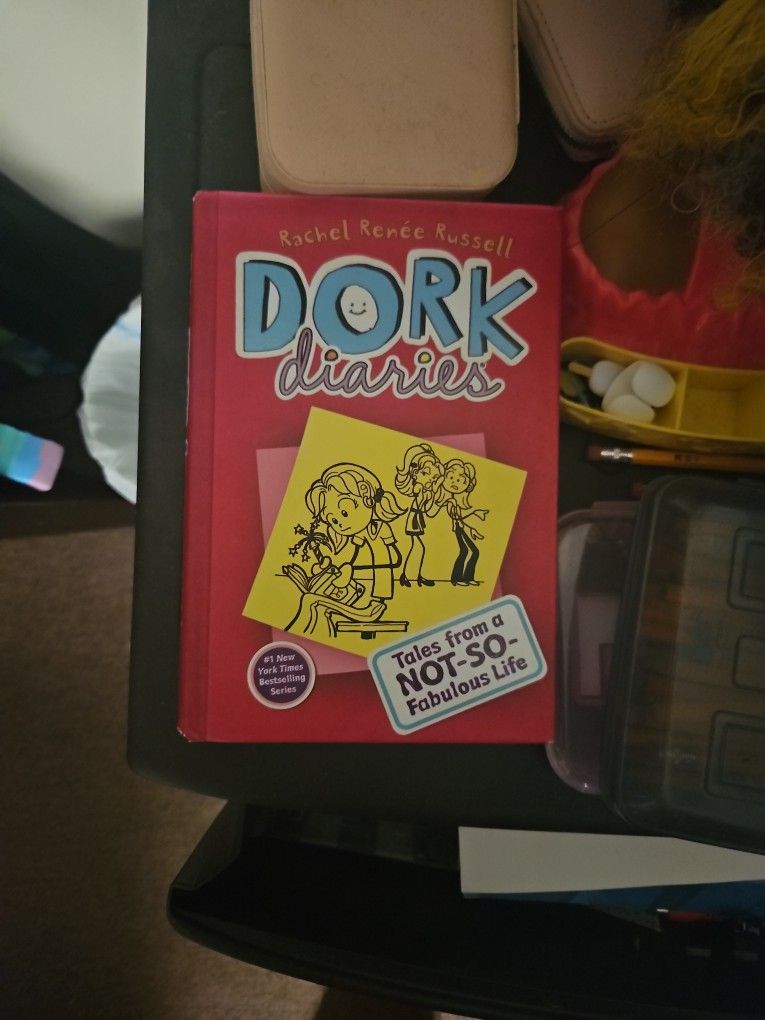 Rachel Renée Russell
DORK
diaries
Tales from a
NOT-SO-
Fabulous Life
#1 New
York Times
Bestselling
Series